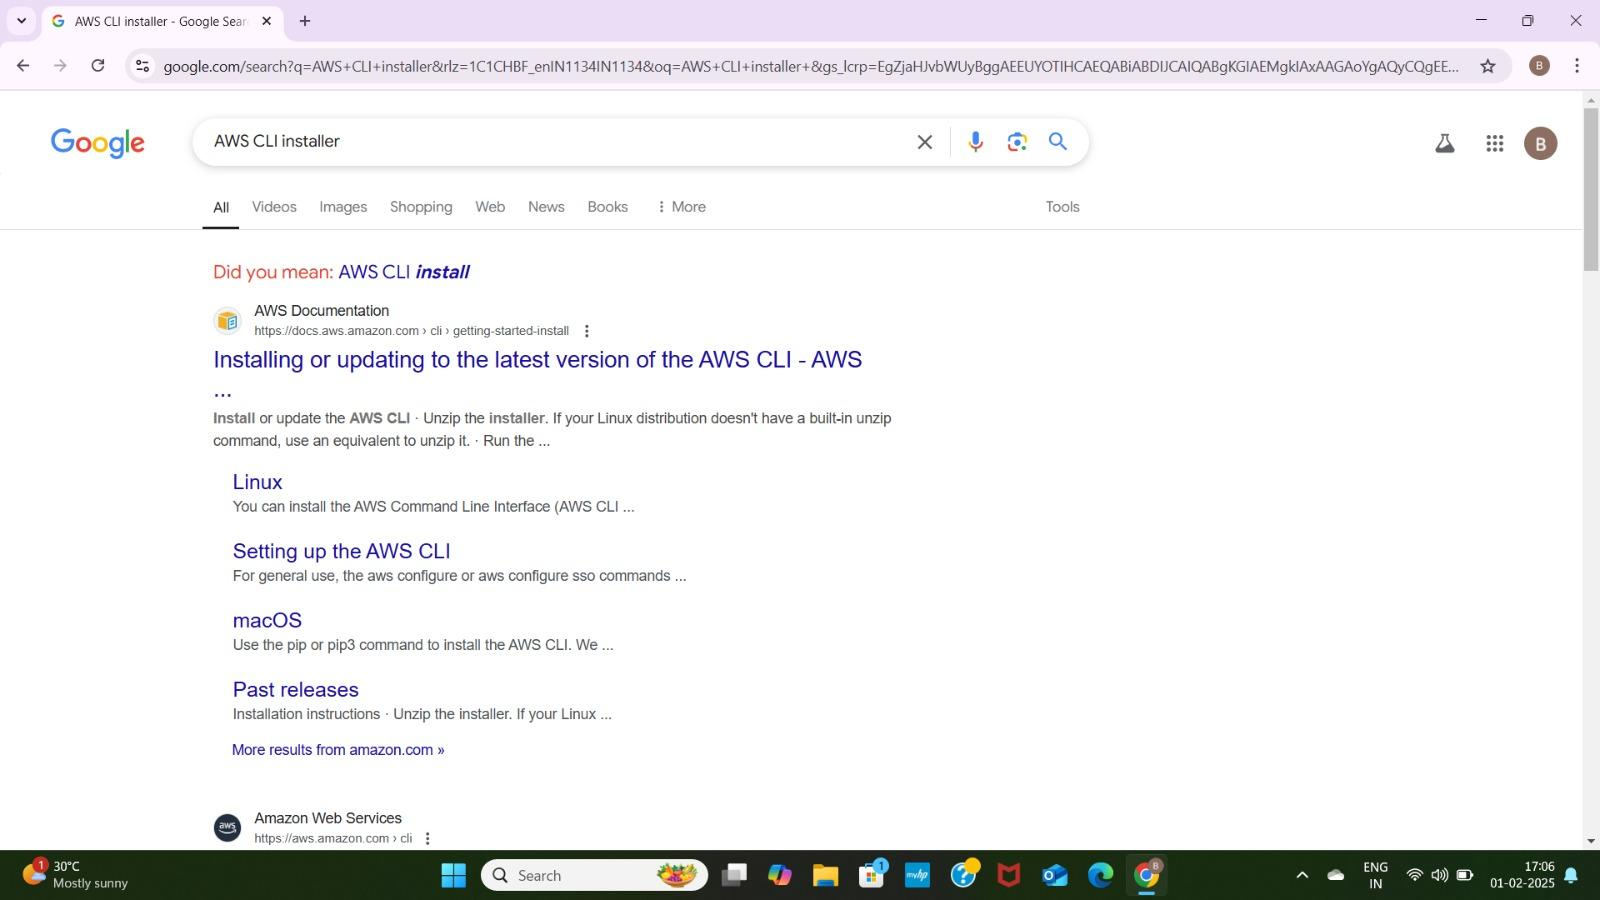 AWS CLI installer - Google Sear
google.com/search?q=AWS+CLI+installer&rlz=1C1CHBF_enIN1134IN1134&oq=AWS+CLI+installer+&gs_lcrp=EgZjaHJvbWUyBggAEEUYOTIHCAEQABiABDIJCAIQABgKGIAEMgkIAxAAGAoYgAQyCQgEE...
B
Google
AWS CLI installer
B
All
Videos
Images
Shopping
Web
News
Books
More
Tools
Did you mean: AWS CLI install
AWS Documentation
https://docs.aws.amazon.com › cli › getting-started-install
Installing or updating to the latest version of the AWS CLI - AWS
...
Install or update the AWS CLI · Unzip the installer. If your Linux distribution doesn't have a built-in unzip
command, use an equivalent to unzip it. · Run the ...
Linux
You can install the AWS Command Line Interface (AWS CLI ...
Setting up the AWS CLI
For general use, the aws configure or aws configure sso commands ...
macOS
Use the pip or pip3 command to install the AWS CLI. We ...
Past releases
Installation instructions · Unzip the installer. If your Linux ...
More results from amazon.com »
aws
Amazon Web Services
https://aws.amazon.com › cli
1
30°C
Mostly sunny
Search
1
myhp
B
ENG
IN
17:06
01-02-2025